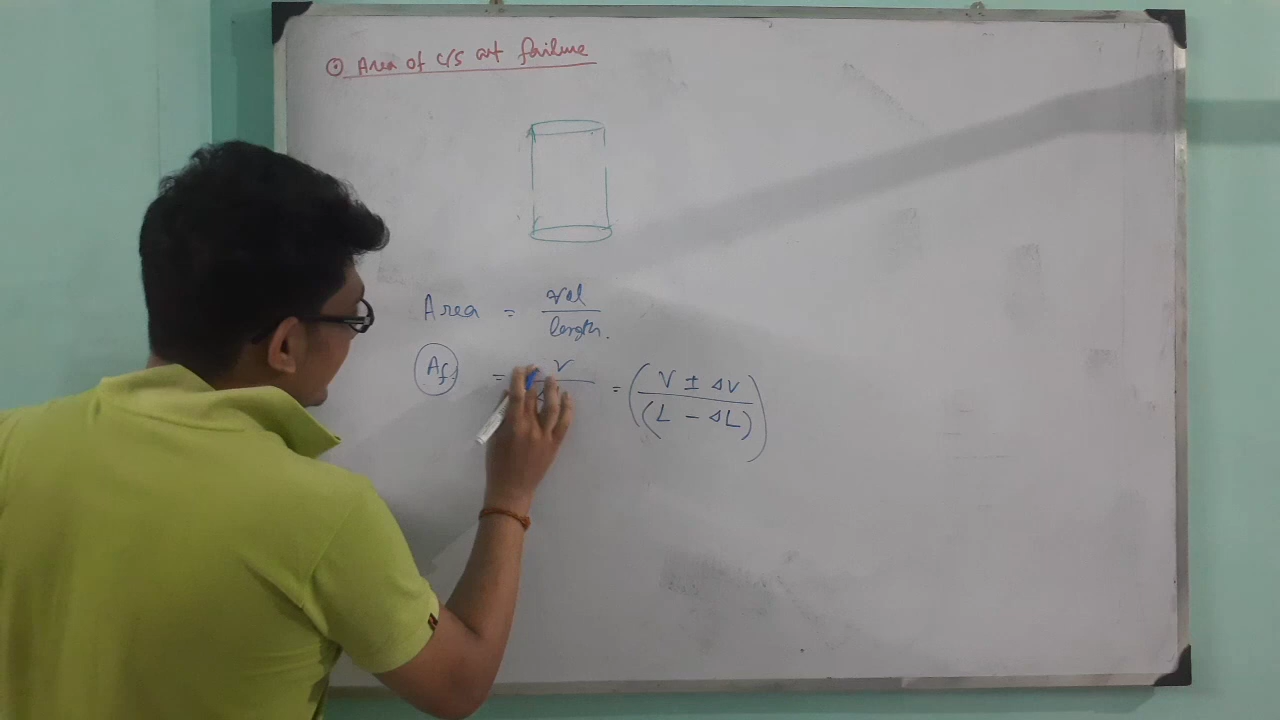 ① Area of c/s at failure
Area = vol / length.
Af = V / = ( V ± ΔV / (L - ΔL) )